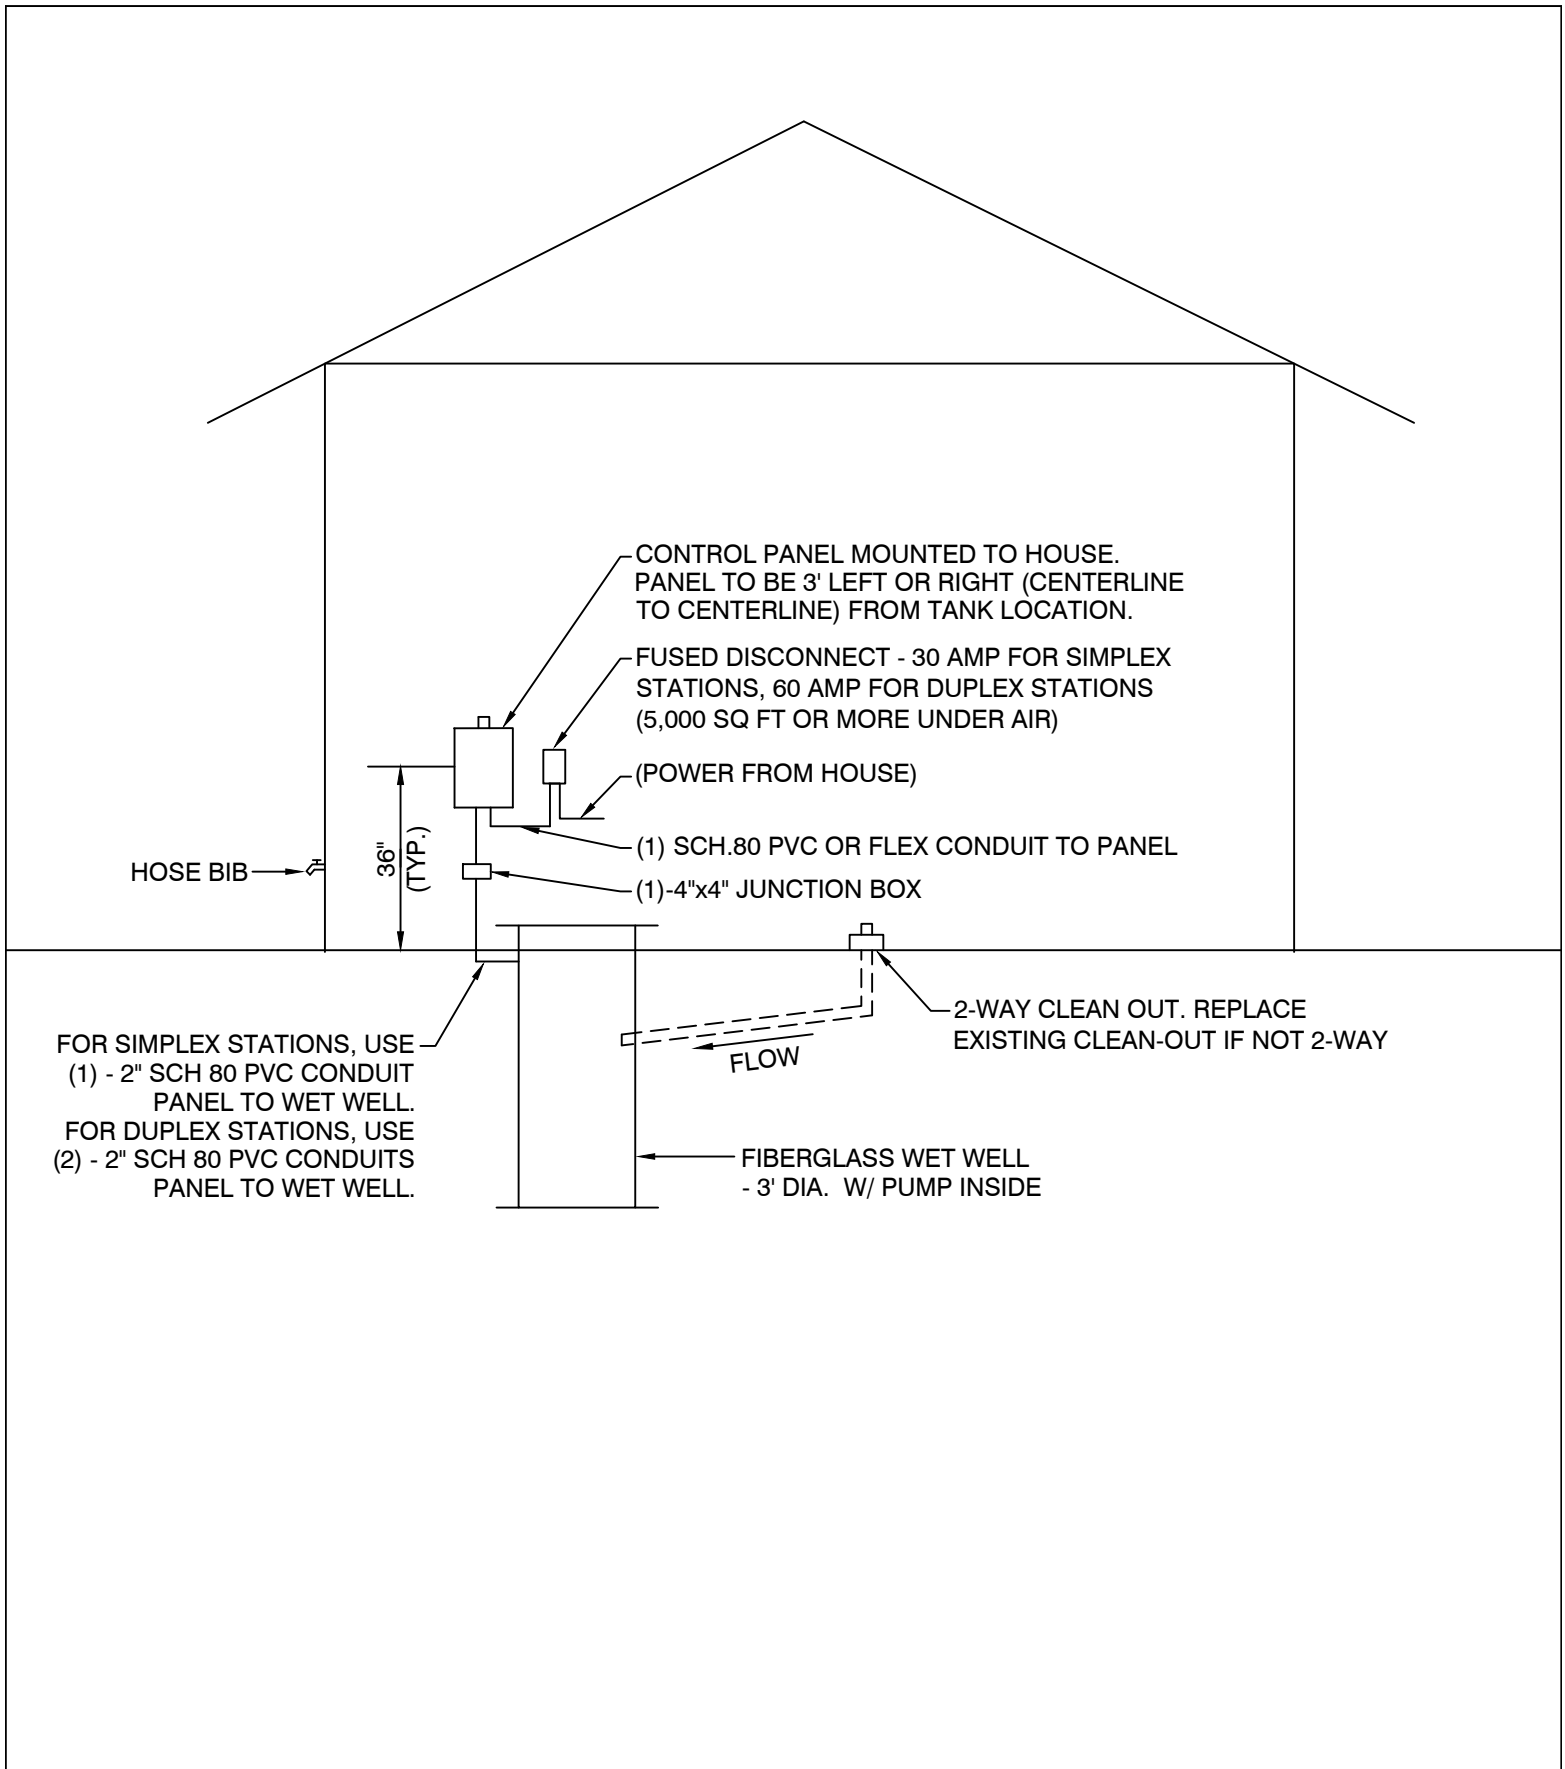 CONTROL PANEL MOUNTED TO HOUSE.
PANEL TO BE 3' LEFT OR RIGHT (CENTERLINE
TO CENTERLINE) FROM TANK LOCATION.
FUSED DISCONNECT - 30 AMP FOR SIMPLEX
STATIONS, 60 AMP FOR DUPLEX STATIONS
(5,000 SQ FT OR MORE UNDER AIR)
(POWER FROM HOUSE)
(1) SCH.80 PVC OR FLEX CONDUIT TO PANEL
(1)-4"x4" JUNCTION BOX
36"
(TYP.)
HOSE BIB
2-WAY CLEAN OUT. REPLACE
EXISTING CLEAN-OUT IF NOT 2-WAY
FLOW
FOR SIMPLEX STATIONS, USE
(1) - 2" SCH 80 PVC CONDUIT
PANEL TO WET WELL.
FOR DUPLEX STATIONS, USE
(2) - 2" SCH 80 PVC CONDUITS
PANEL TO WET WELL.
FIBERGLASS WET WELL
- 3' DIA. W/ PUMP INSIDE